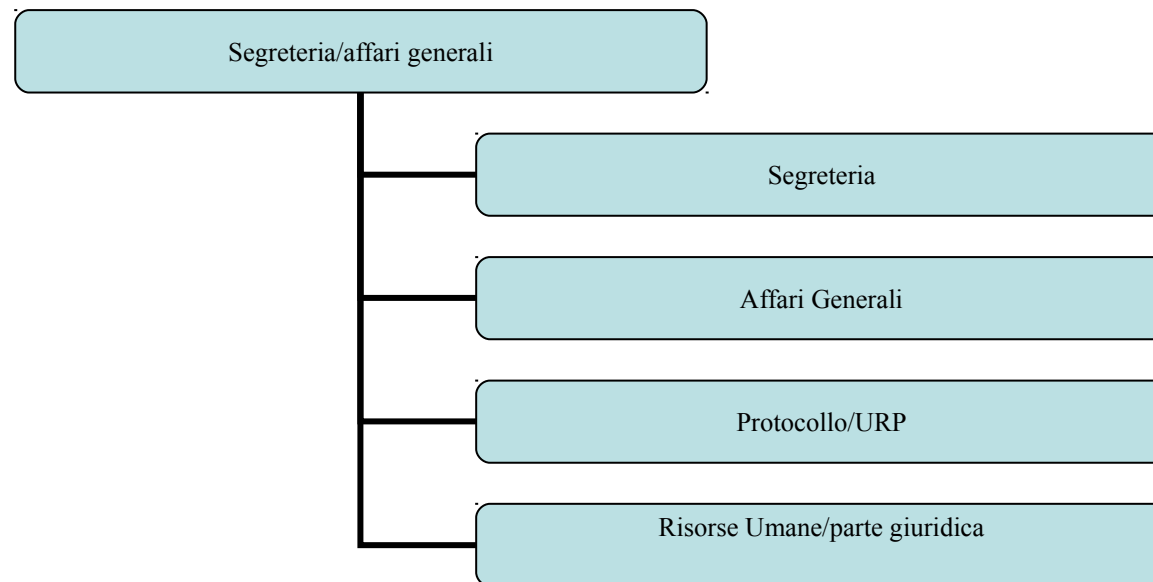 Segreteria/affari generali
Segreteria
Affari Generali
Protocollo/URP
Risorse Umane/parte giuridica